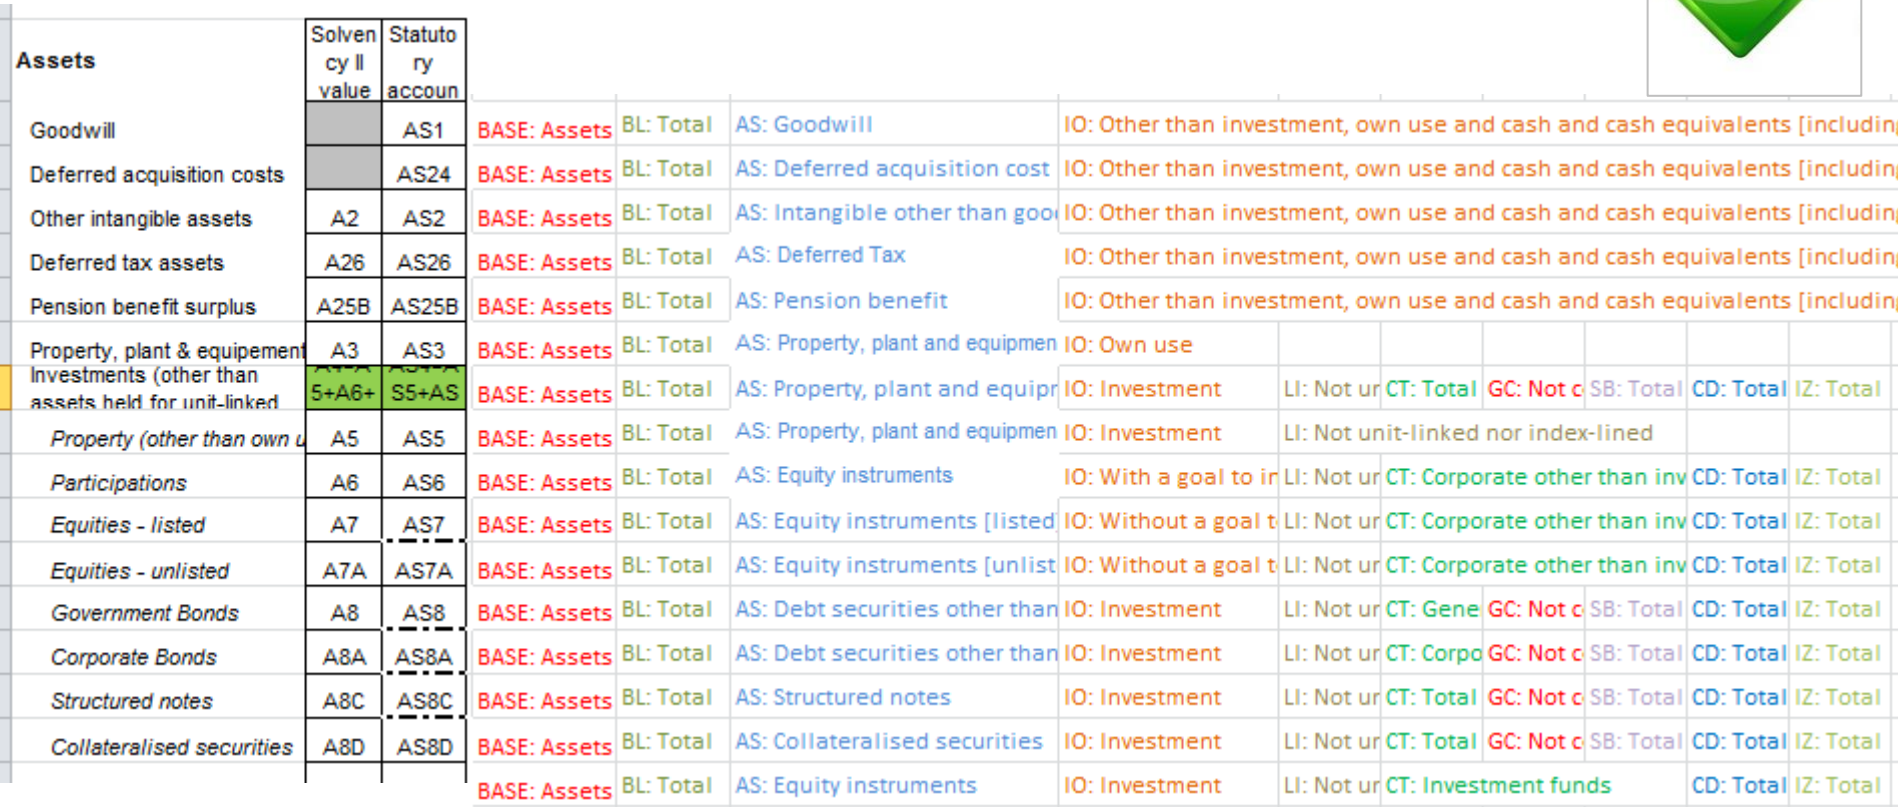 Assets Solven cy II value Statuto ry accoun
Goodwill AS1 BASE: Assets BL: Total AS: Goodwill IO: Other than investment, own use and cash and cash equivalents [including
Deferred acquisition costs AS24 BASE: Assets BL: Total AS: Deferred acquisition cost IO: Other than investment, own use and cash and cash equivalents [including
Other intangible assets A2 AS2 BASE: Assets BL: Total AS: Intangible other than goo IO: Other than investment, own use and cash and cash equivalents [including
Deferred tax assets A26 AS26 BASE: Assets BL: Total AS: Deferred Tax IO: Other than investment, own use and cash and cash equivalents [including
Pension benefit surplus A25B AS25B BASE: Assets BL: Total AS: Pension benefit IO: Other than investment, own use and cash and cash equivalents [including
Property, plant & equipement A3 AS3 BASE: Assets BL: Total AS: Property, plant and equipmen IO: Own use
Investments (other than assets held for unit-linked 5+A6+ S5+AS BASE: Assets BL: Total AS: Property, plant and equipr IO: Investment LI: Not ur CT: Total GC: Not c SB: Total CD: Total IZ: Total
Property (other than own u A5 AS5 BASE: Assets BL: Total AS: Property, plant and equipmen IO: Investment LI: Not unit-linked nor index-lined
Participations A6 AS6 BASE: Assets BL: Total AS: Equity instruments IO: With a goal to in LI: Not ur CT: Corporate other than inv CD: Total IZ: Total
Equities - listed A7 AS7 BASE: Assets BL: Total AS: Equity instruments [listed] IO: Without a goal t LI: Not ur CT: Corporate other than inv CD: Total IZ: Total
Equities - unlisted A7A AS7A BASE: Assets BL: Total AS: Equity instruments [unlist IO: Without a goal t LI: Not ur CT: Corporate other than inv CD: Total IZ: Total
Government Bonds A8 AS8 BASE: Assets BL: Total AS: Debt securities other than IO: Investment LI: Not ur CT: Gene GC: Not c SB: Total CD: Total IZ: Total
Corporate Bonds A8A AS8A BASE: Assets BL: Total AS: Debt securities other than IO: Investment LI: Not ur CT: Corpo GC: Not c SB: Total CD: Total IZ: Total
Structured notes A8C AS8C BASE: Assets BL: Total AS: Structured notes IO: Investment LI: Not ur CT: Total GC: Not c SB: Total CD: Total IZ: Total
Collateralised securities A8D AS8D BASE: Assets BL: Total AS: Collateralised securities IO: Investment LI: Not ur CT: Total GC: Not c SB: Total CD: Total IZ: Total
BASE: Assets BL: Total AS: Equity instruments IO: Investment LI: Not ur CT: Investment funds CD: Total IZ: Total